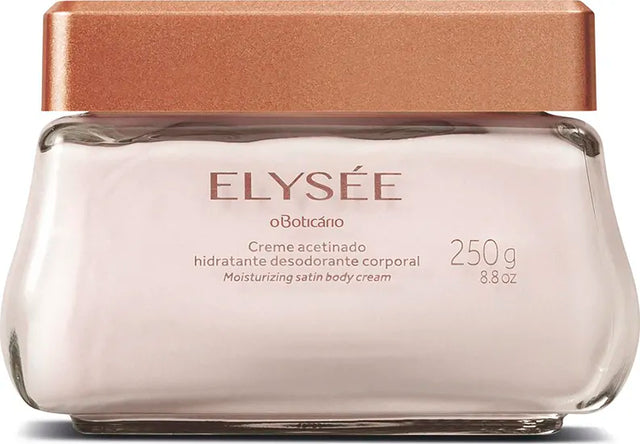 ELYSÉE
oBoticário
Creme acetinado
hidratante desodorante corporal
Moisturizing satin body cream
250g
8.8 oz